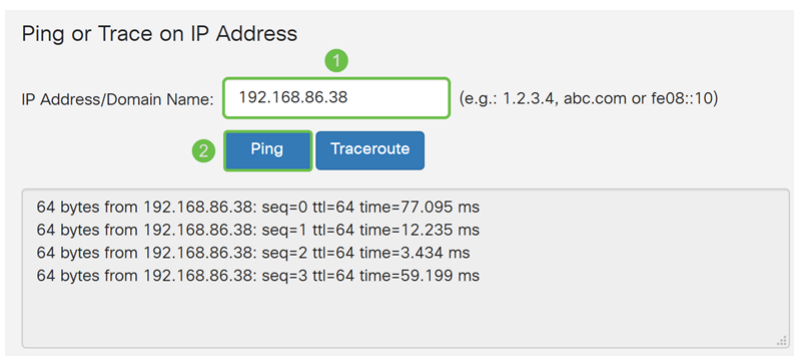 Ping or Trace on IP Address
1
IP Address/Domain Name: 192.168.86.38 (e.g.: 1.2.3.4, abc.com or fe08::10)
2 Ping Traceroute
64 bytes from 192.168.86.38: seq=0 ttl=64 time=77.095 ms
64 bytes from 192.168.86.38: seq=1 ttl=64 time=12.235 ms
64 bytes from 192.168.86.38: seq=2 ttl=64 time=3.434 ms
64 bytes from 192.168.86.38: seq=3 ttl=64 time=59.199 ms